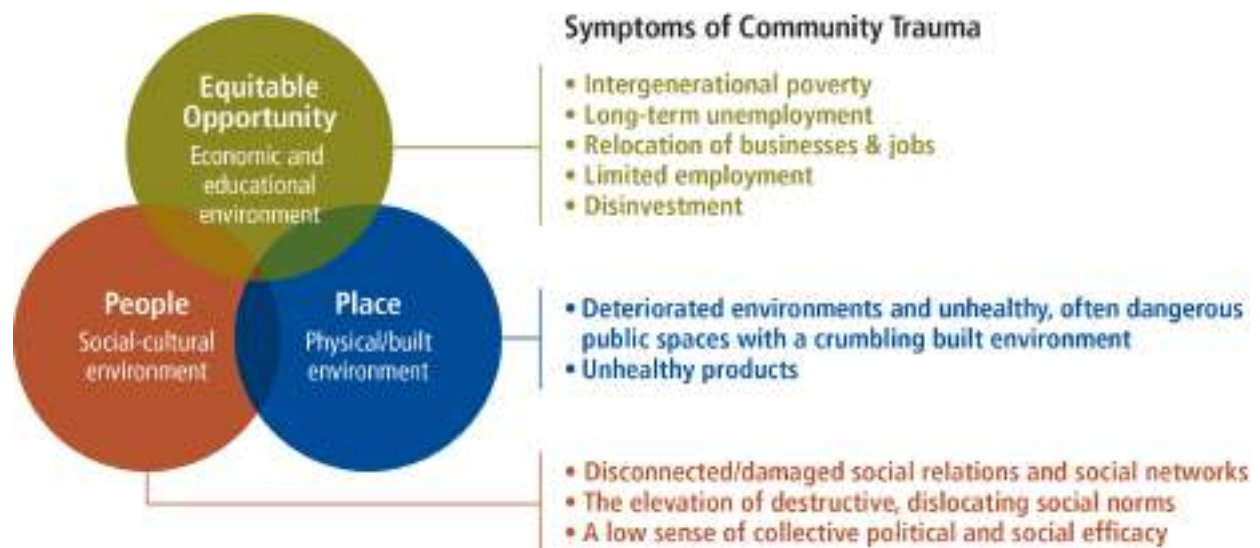 Symptoms of Community Trauma
Equitable
Opportunity
Economic and
educational
environment
• Intergenerational poverty
• Long-term unemployment
• Relocation of businesses & jobs
• Limited employment
• Disinvestment
People
Social-cultural
environment
Place
Physical/built
environment
• Deteriorated environments and unhealthy, often dangerous
public spaces with a crumbling built environment
• Unhealthy products
• Disconnected/damaged social relations and social networks
• The elevation of destructive, dislocating social norms
• A low sense of collective political and social efficacy